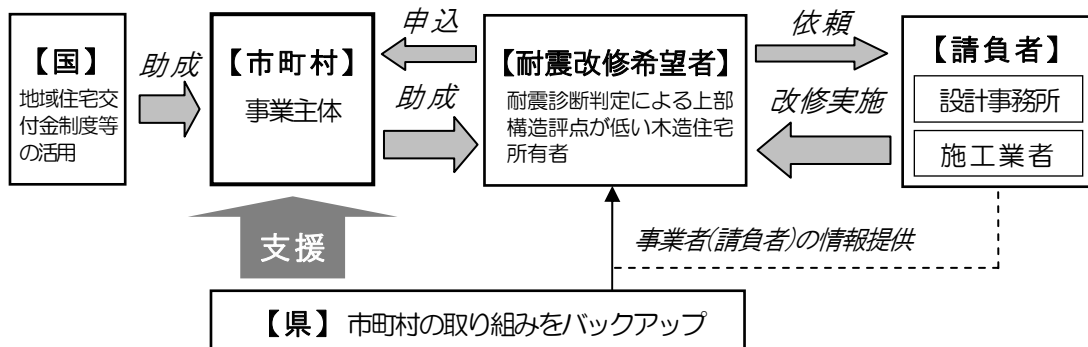 【国】
地域住宅交
付金制度等
の活用
助成
【市町村】
事業主体
申込
助成
【耐震改修希望者】
耐震診断判定による上部
構造評点が低い木造住宅
所有者
依頼
改修実施
【請負者】
設計事務所
施工業者
支援
事業者(請負者)の情報提供
【県】市町村の取り組みをバックアップ